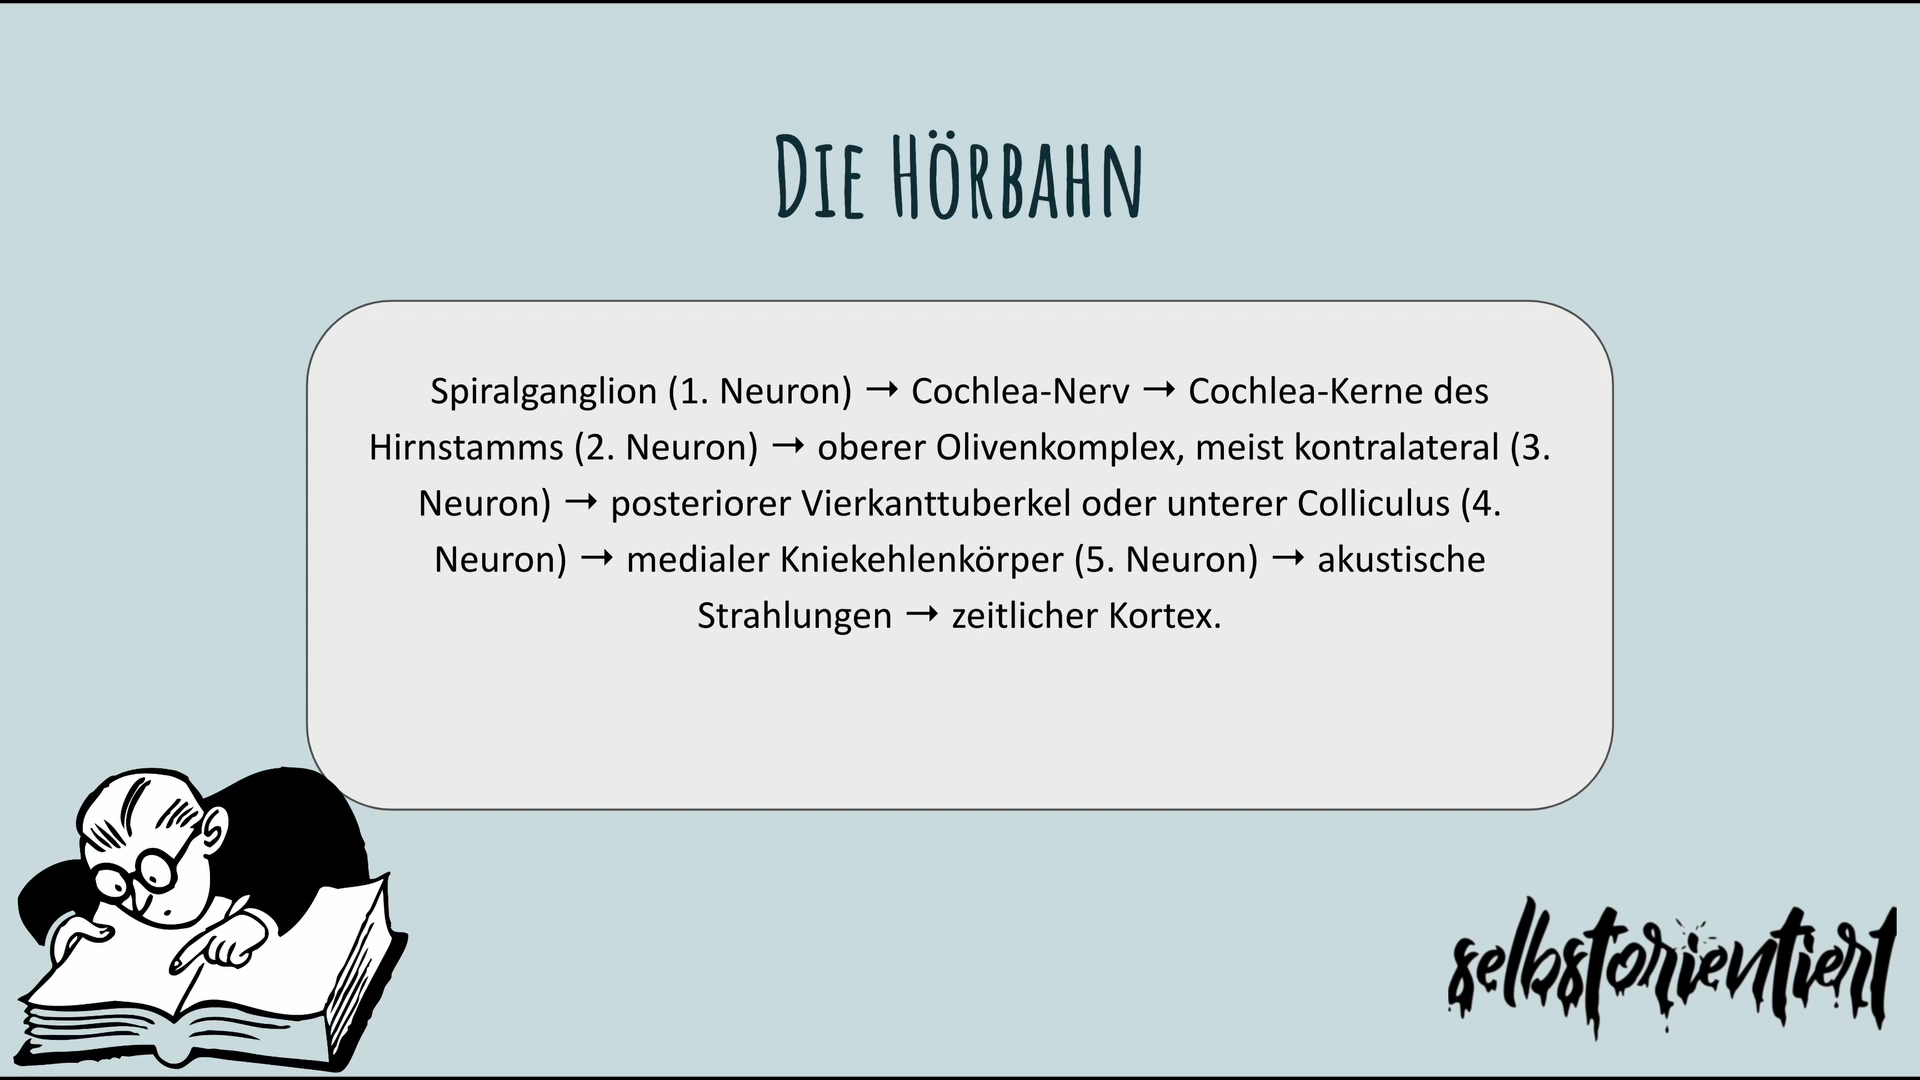 Die Hörbahn
Spiralganglion (1. Neuron) → Cochlea-Nerv → Cochlea-Kerne des
Hirnstamms (2. Neuron) → oberer Olivenkomplex, meist kontralateral (3.
Neuron) → posteriorer Vierkanttuberkel oder unterer Colliculus (4.
Neuron) → medialer Kniekehlenkörper (5. Neuron) → akustische
Strahlungen → zeitlicher Kortex.
selbstorientiert